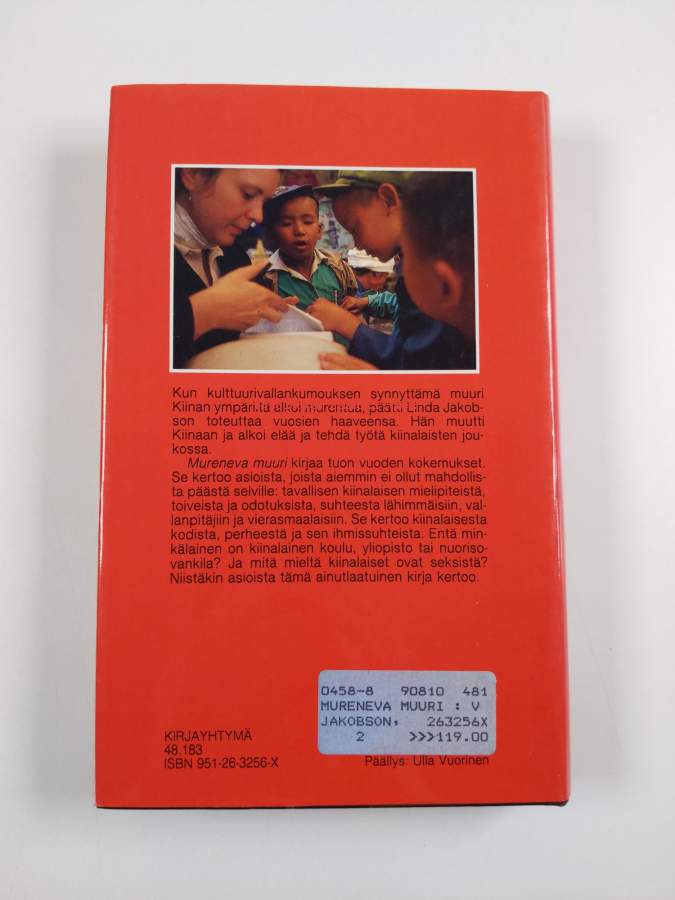 Kun kulttuurivallankumouksen synnyttämä muuri
Kiinan ympäriltä alkoi murentua, päätti Linda Jakob-
son toteuttaa vuosien haaveensa. Hän muutti
Kiinaan ja alkoi elää ja tehdä työtä kiinalaisten jou-
kossa.
Mureneva muuri kirjaa tuon vuoden kokemukset.
Se kertoo asioista, joista aiemmin ei ollut mahdollis-
ta päästä selville: tavallisen kiinalaisen mielipiteistä,
toiveista ja odotuksista, suhteesta lähimmäisiin, val-
lanpitäjiin ja vierasmaalaisiin. Se kertoo kiinalaisesta
kodista, perheestä ja sen ihmissuhteista. Entä min-
kälainen on kiinalainen koulu, yliopisto tai nuoriso-
vankila? Ja mitä mieltä kiinalaiset ovat seksistä?
Niistäkin asioista tämä ainutlaatuinen kirja kertoo.
0458-8 90810 481
MURENEVA MUURI : V
JAKOBSON, 263256X
2 >>>119.00
KIRJAYHTYMÄ
48.183
ISBN 951-26-3256-X
Päällys: Ulla Vuorinen